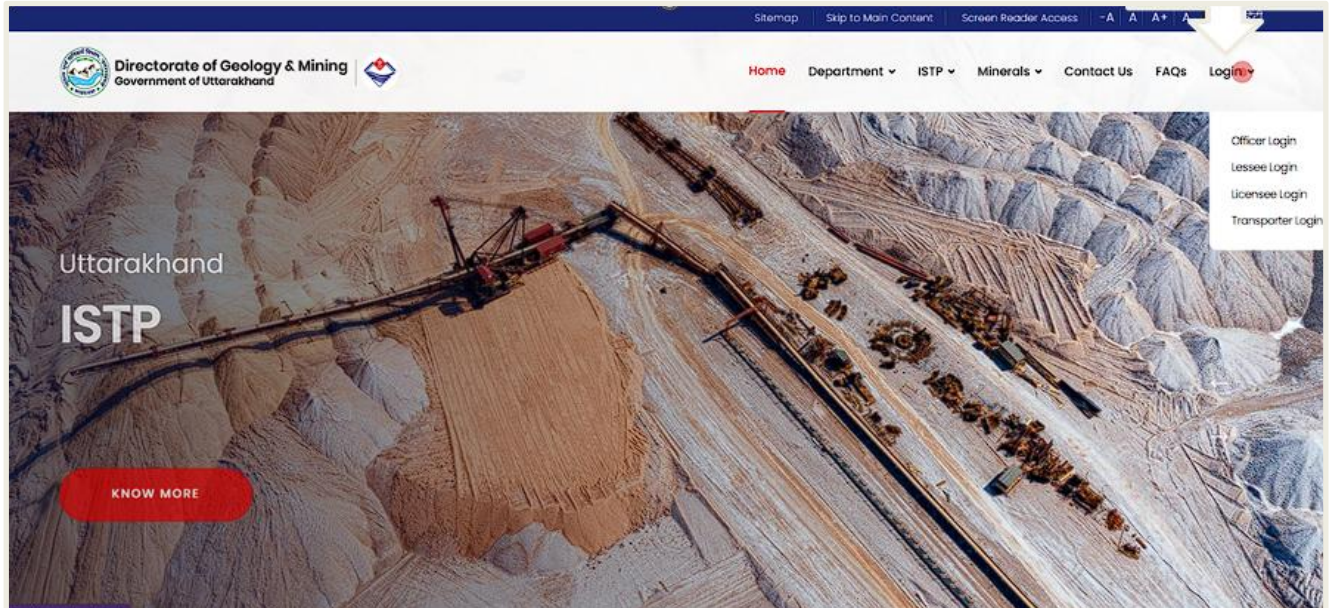 Sitemap Skip to Main Content Screen Reader Access -A A A+ A
Directorate of Geology & Mining
Government of Uttarakhand
Home Department ISTP Minerals Contact Us FAQs Login
Officer Login
Lessee Login
Licensee Login
Transporter Login
Uttarakhand
ISTP
KNOW MORE